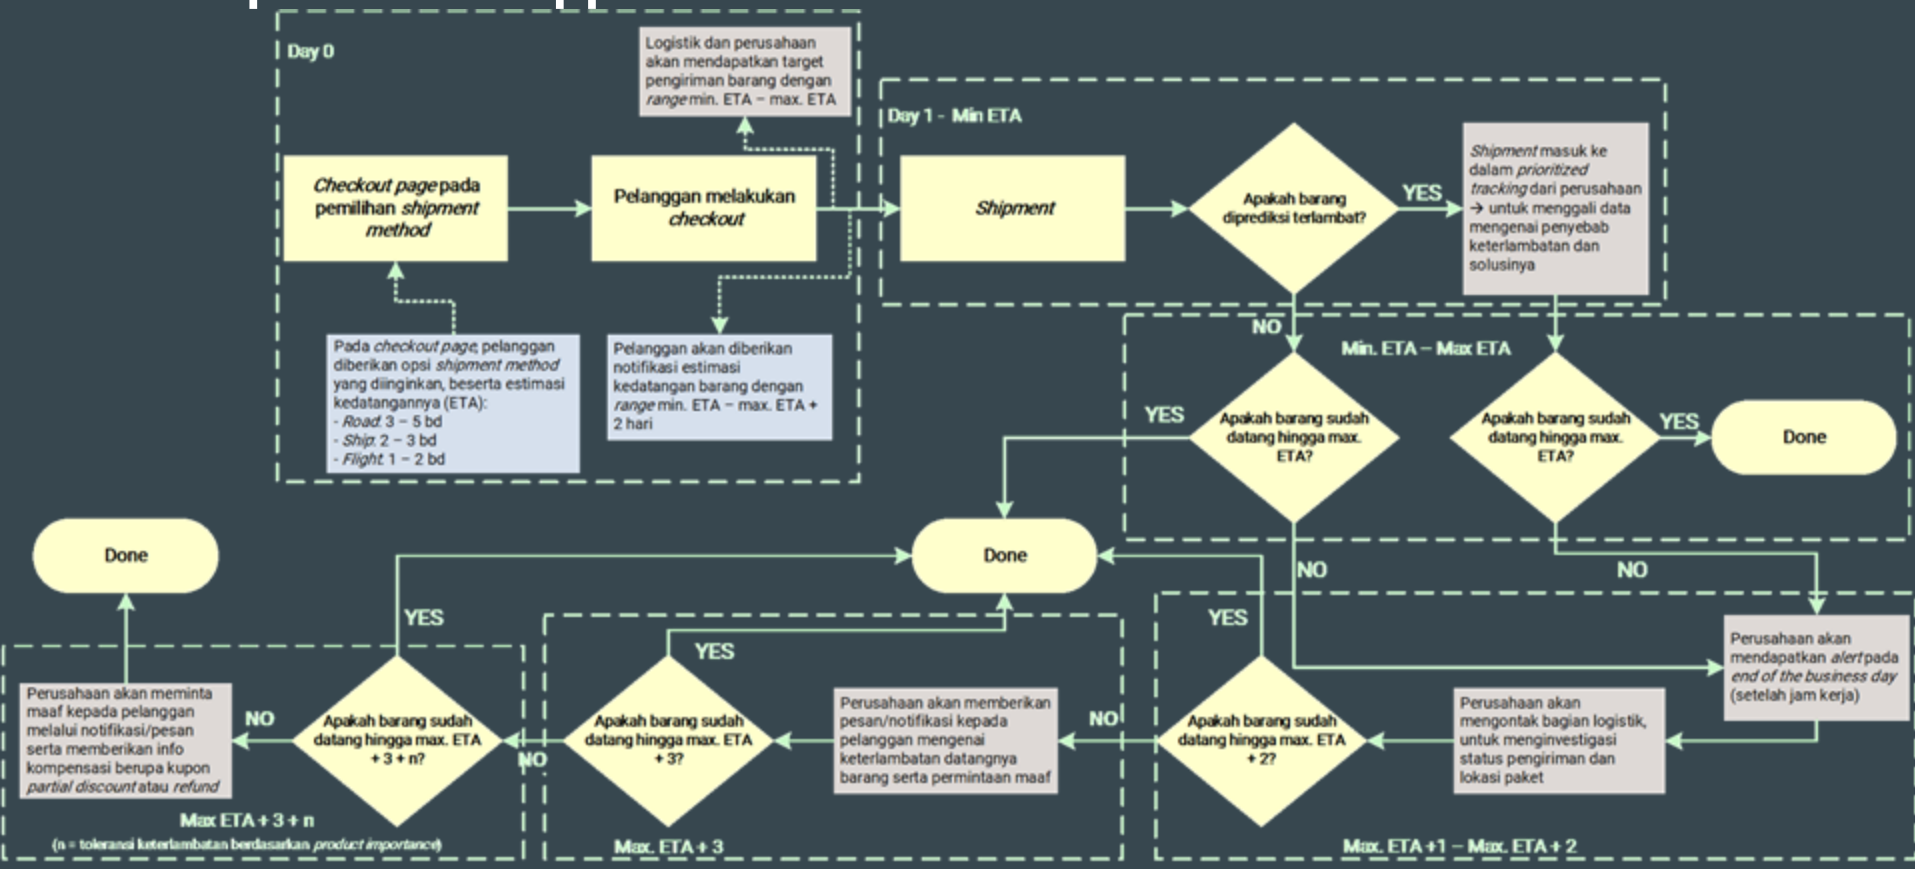 Day 0
Logistik dan perusahaan
akan mendapatkan target
pengiriman barang dengan
range min. ETA – max. ETA
Checkout page pada
pemilihan shipment
method
Pelanggan melakukan
checkout
Pada checkout page, pelanggan
diberikan opsi shipment method
yang diinginkan, beserta estimasi
kedatangannya (ETA):
- Road: 3 – 5 bd
- Ship: 2 – 3 bd
- Flight: 1 – 2 bd
Pelanggan akan diberikan
notifikasi estimasi
kedatangan barang dengan
range min. ETA – max. ETA +
2 hari
Day 1 - Min ETA
Shipment
Apakah barang
diprediksi terlambat?
YES
Shipment masuk ke
dalam prioritized
tracking dari perusahaan
→ untuk menggali data
mengenai penyebab
keterlambatan dan
solusinya
NO
Min. ETA – Max ETA
YES
Apakah barang sudah
datang hingga max.
ETA?
Apakah barang sudah
datang hingga max.
ETA?
YES
Done
NO
NO
Done
Done
Perusahaan akan
mendapatkan alert pada
end of the business day
(setelah jam kerja)
Perusahaan akan
mengontak bagian logistik,
untuk menginvestigasi
status pengiriman dan
lokasi paket
YES
Apakah barang sudah
datang hingga max. ETA
+ 2?
Max. ETA +1 – Max. ETA + 2
NO
Perusahaan akan memberikan
pesan/notifikasi kepada
pelanggan mengenai
keterlambatan datangnya
barang serta permintaan maaf
YES
Apakah barang sudah
datang hingga max. ETA
+ 3?
Max. ETA + 3
NO
YES
Apakah barang sudah
datang hingga max. ETA
+ 3 + n?
NO
Perusahaan akan meminta
maaf kepada pelanggan
melalui notifikasi/pesan
serta memberikan info
kompensasi berupa kupon
partial discount atau refund
Max ETA + 3 + n
(n = toleransi keterlambatan berdasarkan product importance)